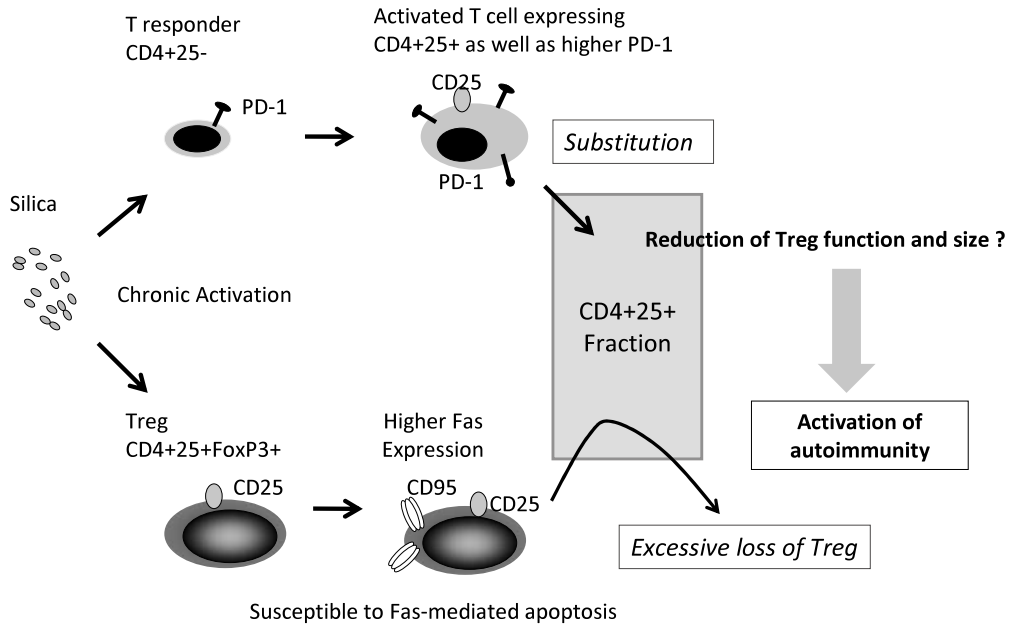 T responder
CD4+25-
PD-1
Activated T cell expressing
CD4+25+ as well as higher PD-1
CD25
PD-1
Substitution
Silica
Chronic Activation
Reduction of Treg function and size ?
CD4+25+
Fraction
Activation of
autoimmunity
Treg
CD4+25+FoxP3+
CD25
Higher Fas
Expression
CD95
CD25
Excessive loss of Treg
Susceptible to Fas-mediated apoptosis